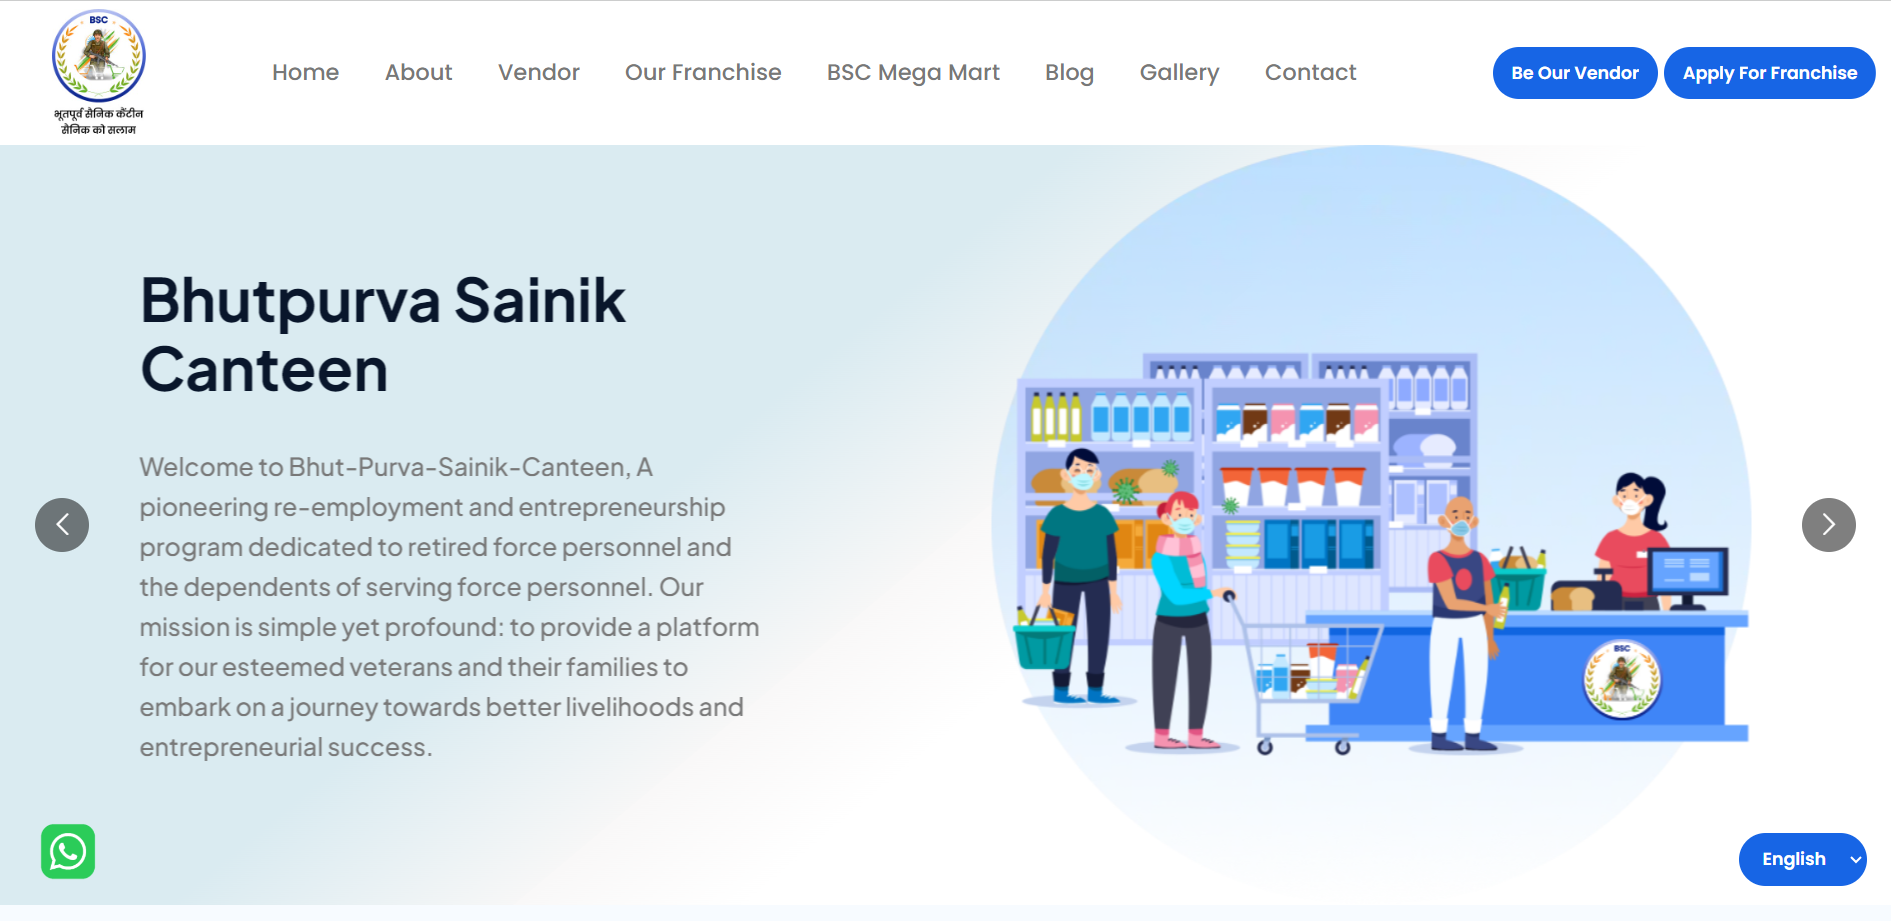 BSC
भूतपूर्व सैनिक कैंटीन
सैनिक को सलाम
Home About Vendor Our Franchise BSC Mega Mart Blog Gallery Contact
Be Our Vendor Apply For Franchise
Bhutpurva Sainik
Canteen
Welcome to Bhut-Purva-Sainik-Canteen, A
pioneering re-employment and entrepreneurship
program dedicated to retired force personnel and
the dependents of serving force personnel. Our
mission is simple yet profound: to provide a platform
for our esteemed veterans and their families to
embark on a journey towards better livelihoods and
entrepreneurial success.
BSC
English